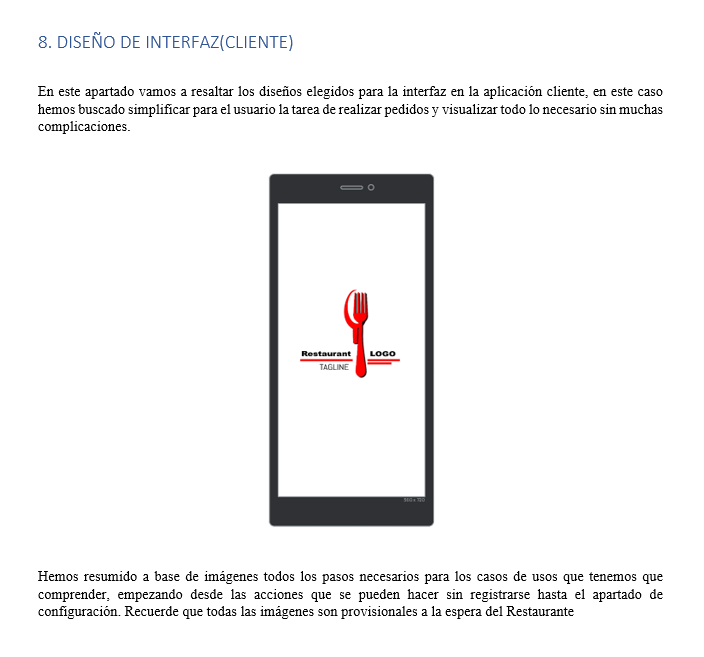 8. DISEÑO DE INTERFAZ(CLIENTE)
En este apartado vamos a resaltar los diseños elegidos para la interfaz en la aplicación cliente, en este caso
hemos buscado simplificar para el usuario la tarea de realizar pedidos y visualizar todo lo necesario sin muchas
complicaciones.
Restaurant LOGO
TAGLINE
Hemos resumido a base de imágenes todos los pasos necesarios para los casos de usos que tenemos que
comprender, empezando desde las acciones que se pueden hacer sin registrarse hasta el apartado de
configuración. Recuerde que todas las imágenes son provisionales a la espera del Restaurante